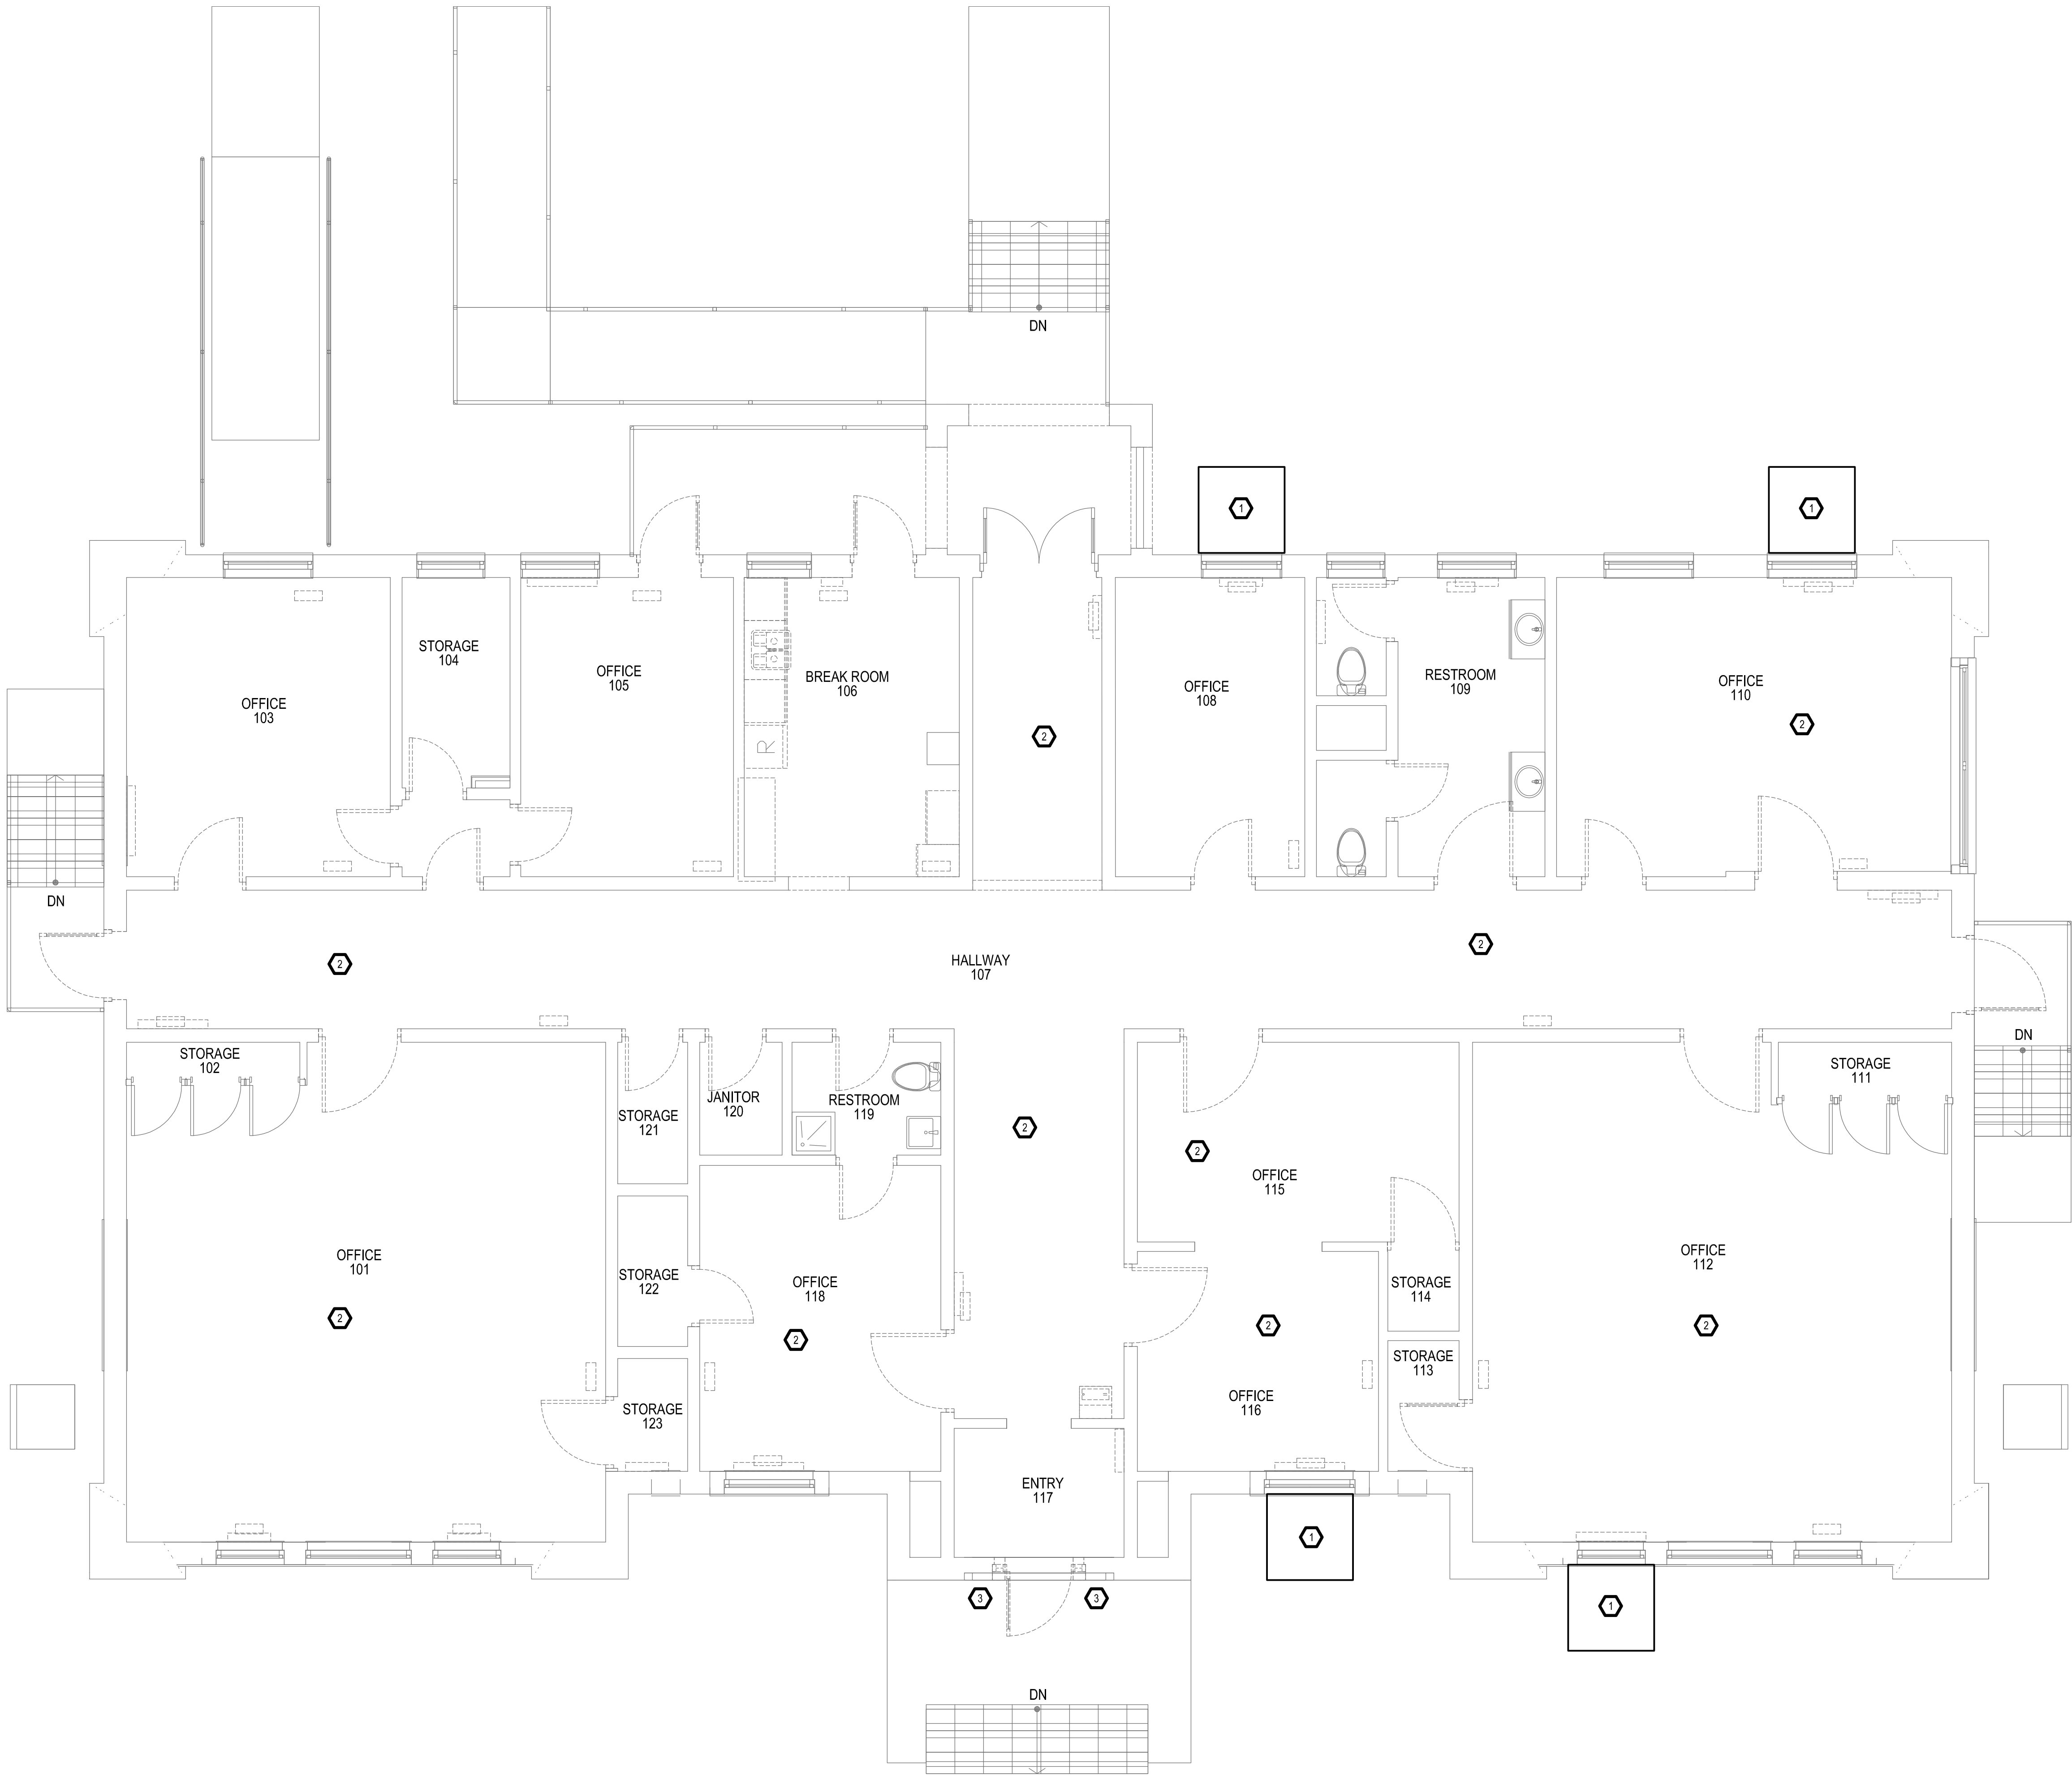 DN
1
1
STORAGE
104
OFFICE
105
BREAK ROOM
106
RESTROOM
109
OFFICE
110
OFFICE
108
OFFICE
103
2
2
R
DN
2
HALLWAY
107
2
DN
STORAGE
102
STORAGE
111
JANITOR
120
RESTROOM
119
STORAGE
121
2
2
OFFICE
115
OFFICE
101
STORAGE
122
OFFICE
118
STORAGE
114
OFFICE
112
2
2
2
2
STORAGE
113
OFFICE
116
STORAGE
123
ENTRY
117
1
3
3
1
DN